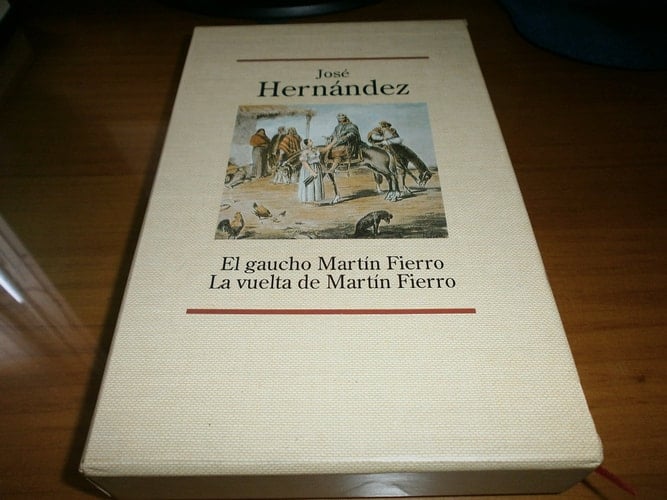 José
Hernández
El gaucho Martín Fierro
La vuelta de Martín Fierro